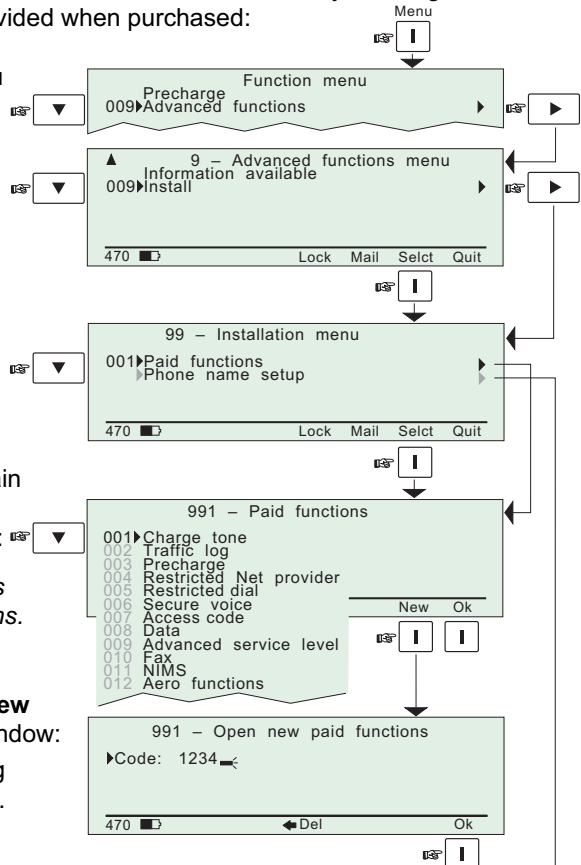 vided when purchased:
Menu
Function menu
Precharge
009 Advanced functions
9 – Advanced functions menu
Information available
009 Install
470 Lock Mail Selct Quit
99 – Installation menu
001 Paid functions
Phone name setup
470 Lock Mail Selct Quit
991 – Paid functions
001 Charge tone
002 Traffic log
003 Precharge
004 Restricted Net provider
005 Restricted dial
006 Secure voice
007 Access code
008 Data
009 Advanced service level
010 Fax
011 NIMS
012 Aero functions
New Ok
ns.
ew
ndow:
991 – Open new paid functions
Code: 1234
470 Del Ok